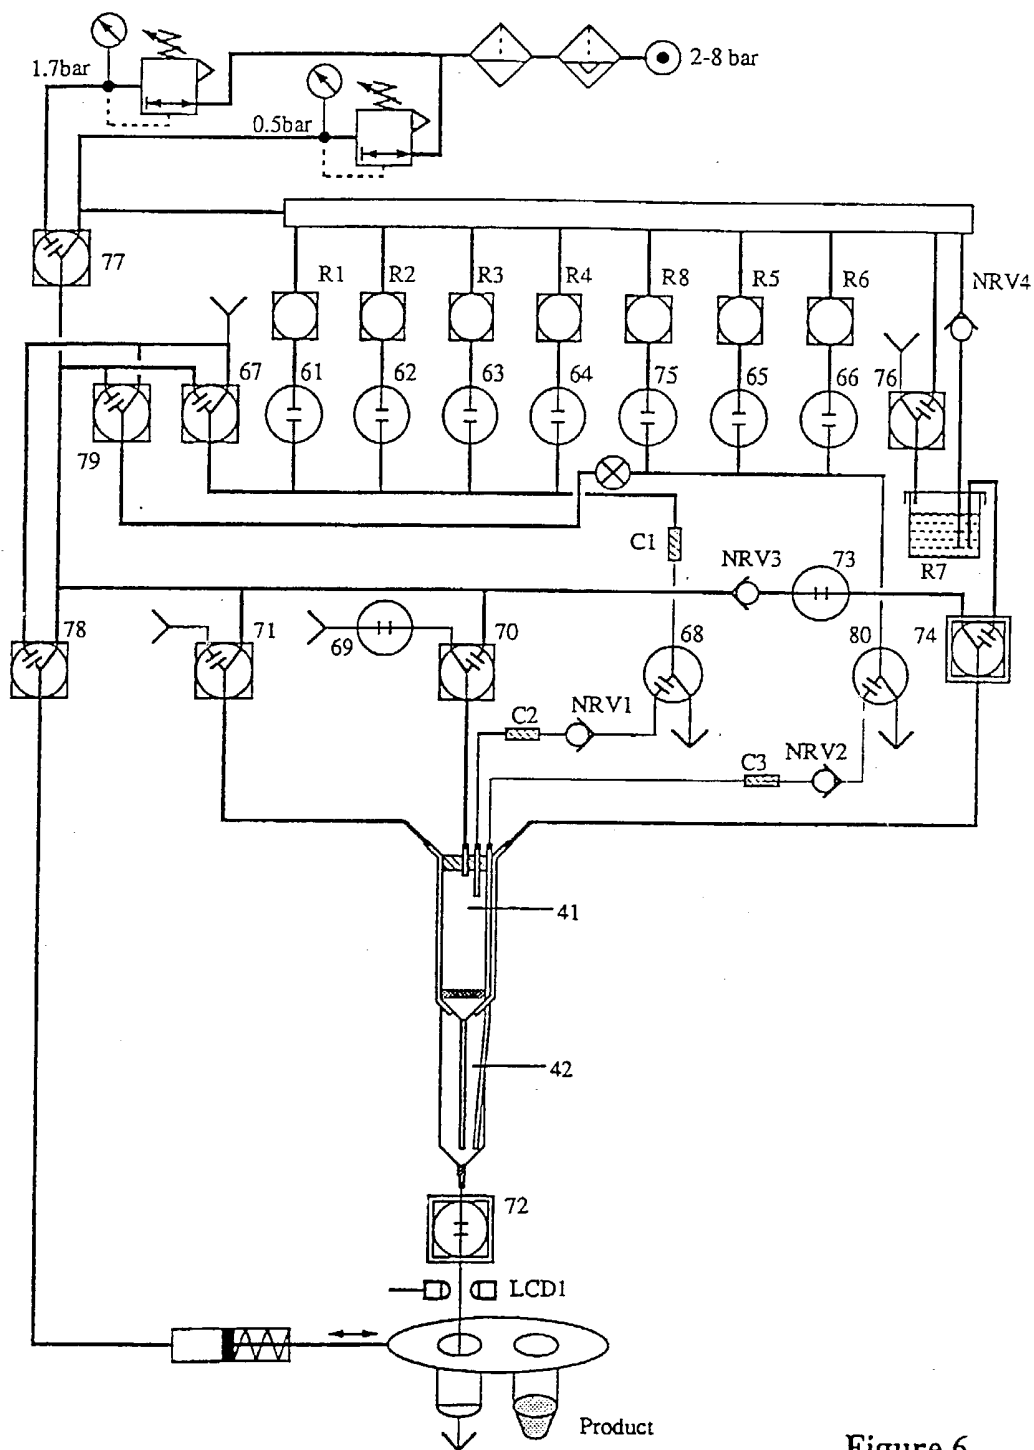 2-8 bar
1.7bar
0.5bar
77
R1
R2
R3
R4
R8
R5
R6
NRV4
67
61
62
63
64
75
65
66
76
79
C1
NRV3
73
R7
78
71
69
70
68
80
74
C2
NRV1
C3
NRV2
41
42
72
LCD1
Product
Figure 6